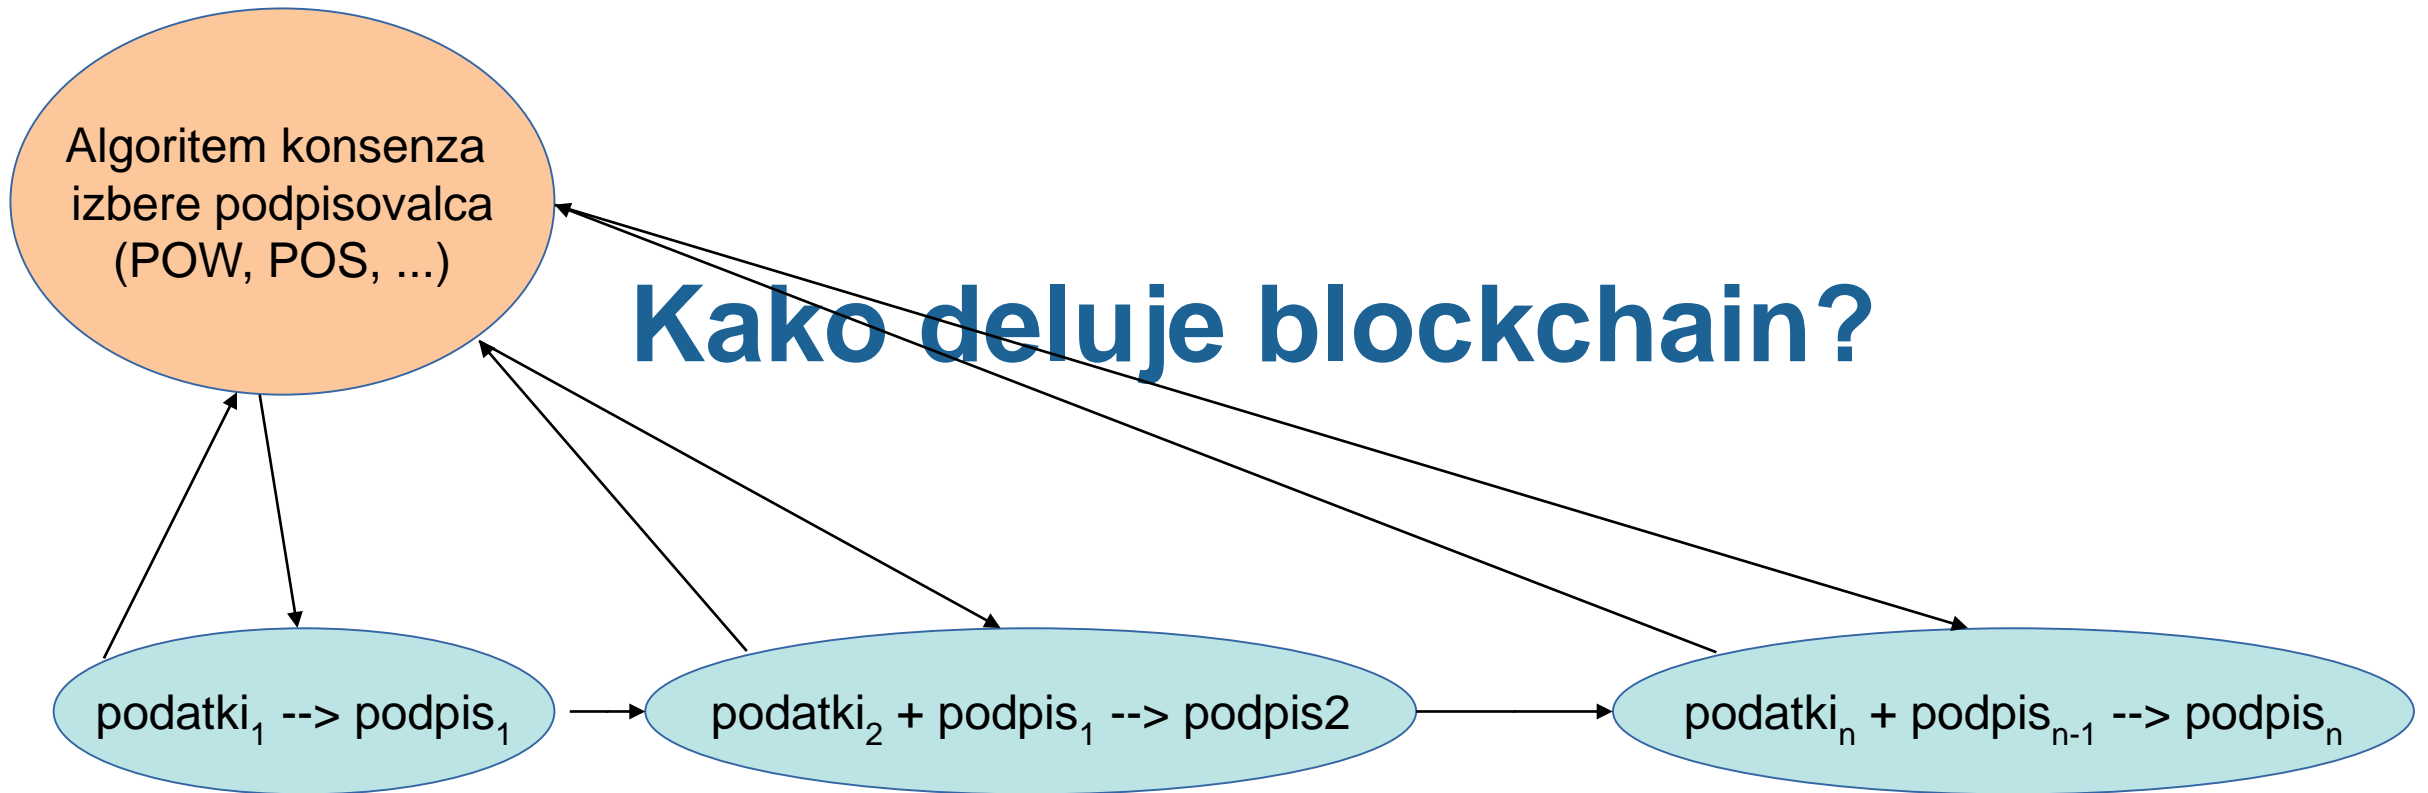 Algoritem konsenza
izbere podpisovalca
(POW, POS, ...)
Kako deluje blockchain?
podatki₁ --> podpis₁
podatki₂ + podpis₁ --> podpis2
podatkiₙ + podpisₙ₋₁ --> podpisₙ